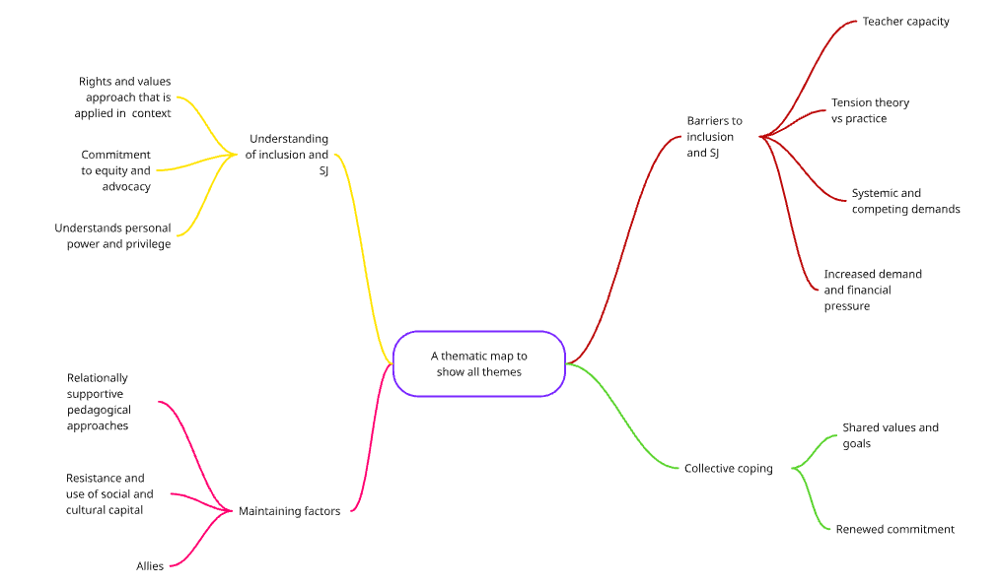 Teacher capacity
Rights and values
approach that is
applied in  context
Tension theory
vs practice
Barriers to
inclusion
and SJ
Understanding
of inclusion and
SJ
Commitment
to equity and
advocacy
Systemic and
competing demands
Understands personal
power and privilege
Increased demand
and financial
pressure
A thematic map to
show all themes
Relationally
supportive
pedagogical
approaches
Shared values and
goals
Collective coping
Resistance and
use of social and
cultural capital
Maintaining factors
Renewed commitment
Allies